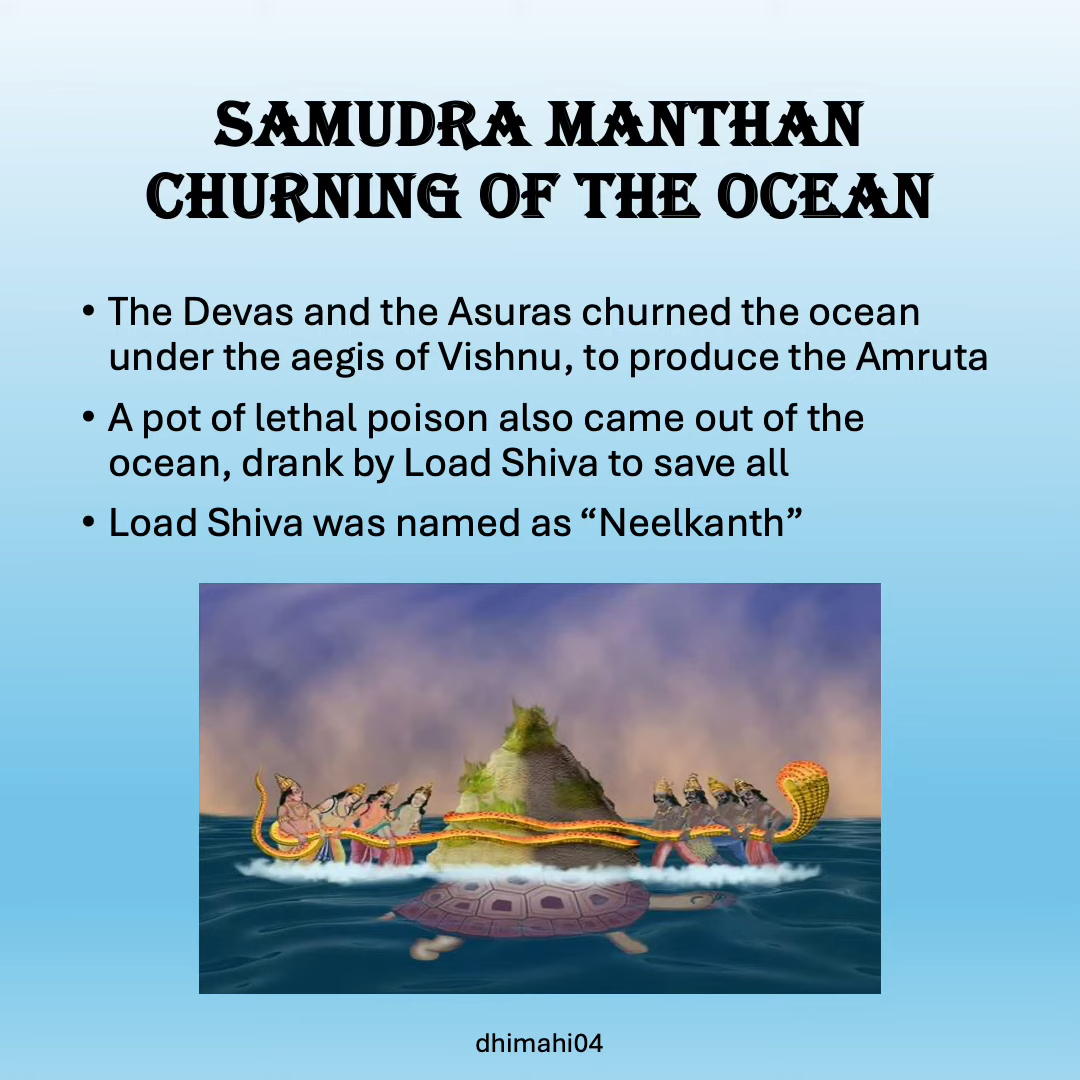 SAMUDRA MANTHAN
CHURNING OF THE OCEAN
• The Devas and the Asuras churned the ocean
under the aegis of Vishnu, to produce the Amruta
• A pot of lethal poison also came out of the
ocean, drank by Load Shiva to save all
• Load Shiva was named as “Neelkanth”
dhimahi04